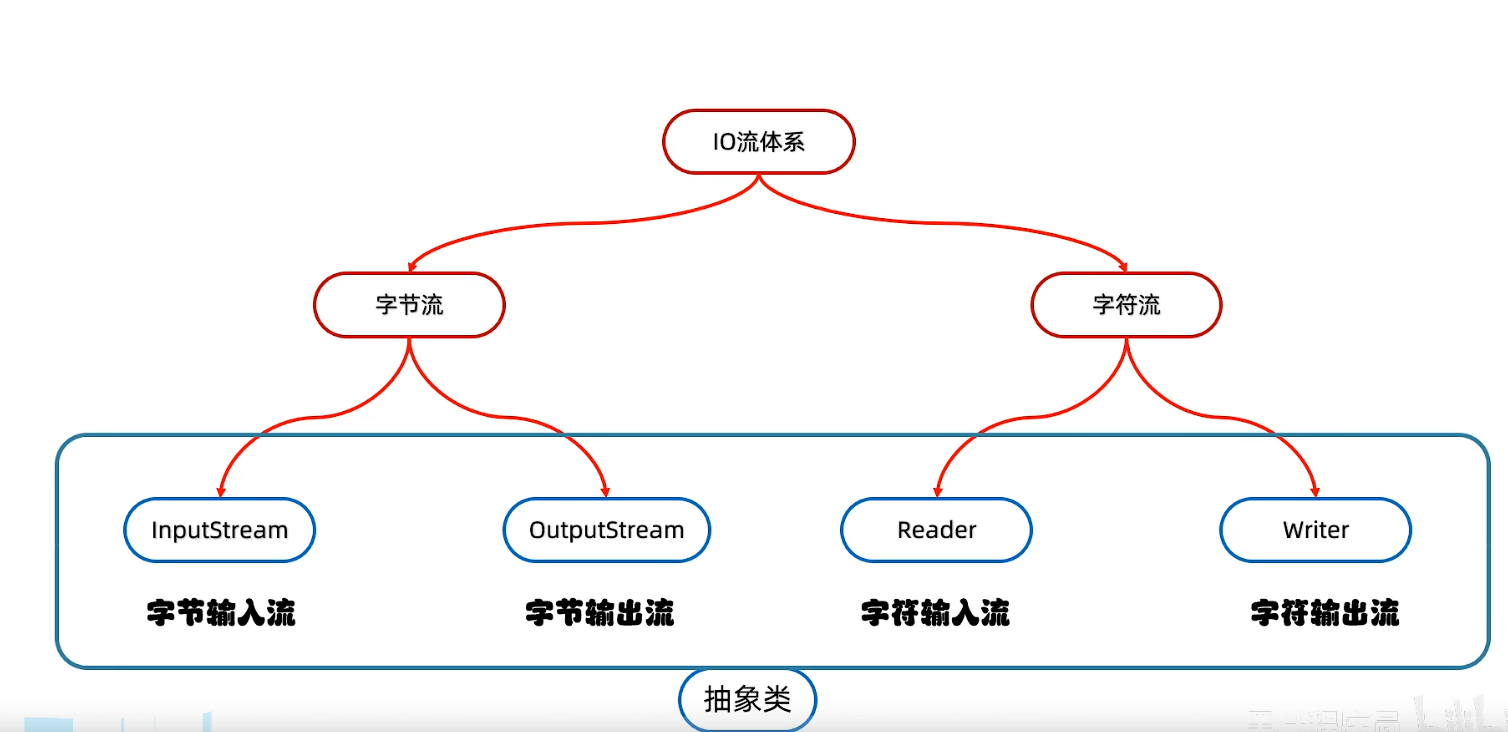 IO流体系
字节流
字符流
InputStream
OutputStream
Reader
Writer
字节输入流
字节输出流
字符输入流
字符输出流
抽象类